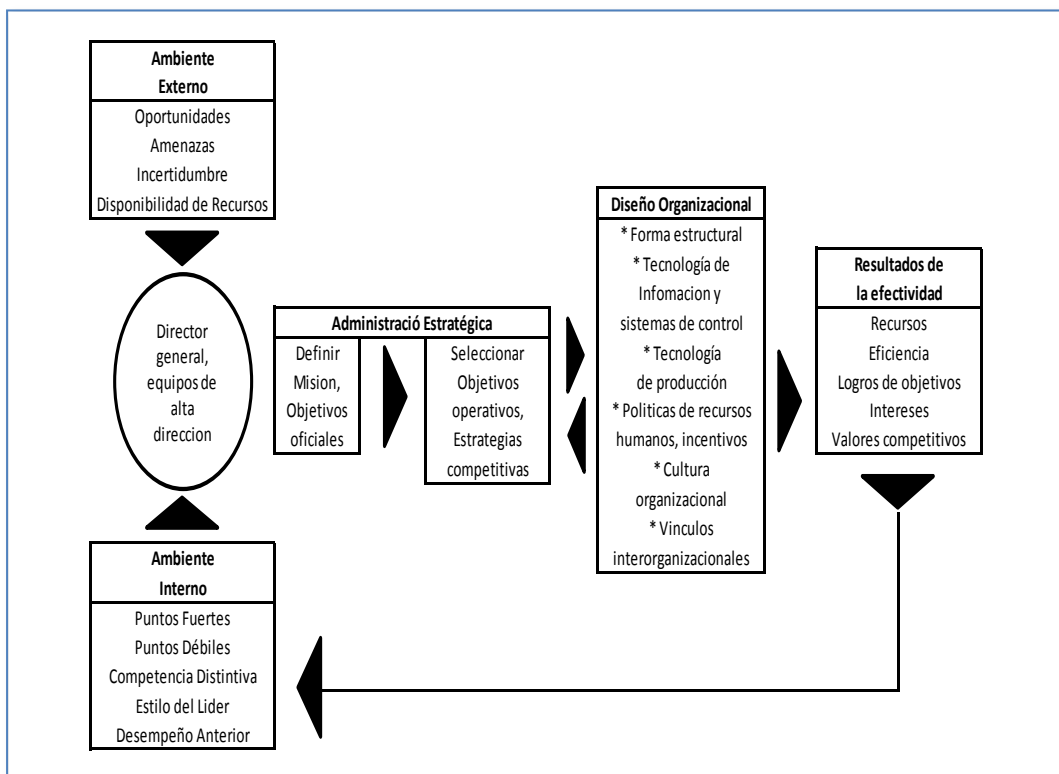 Ambiente
Externo
Oportunidades
Amenazas
Incertidumbre
Disponibilidad de Recursos
Director
general,
equipos de
alta
direccion
Ambiente
Interno
Puntos Fuertes
Puntos Débiles
Competencia Distintiva
Estilo del Lider
Desempeño Anterior
Administració Estratégica
Definir
Mision,
Objetivos
oficiales
Seleccionar
Objetivos
operativos,
Estrategias
competitivas
Diseño Organizacional
* Forma estructural
* Tecnología de
Infomacion y
sistemas de control
* Tecnología
de producción
* Politicas de recursos
humanos, incentivos
* Cultura
organizacional
* Vinculos
interorganizacionales
Resultados de
la efectividad
Recursos
Eficiencia
Logros de objetivos
Intereses
Valores competitivos